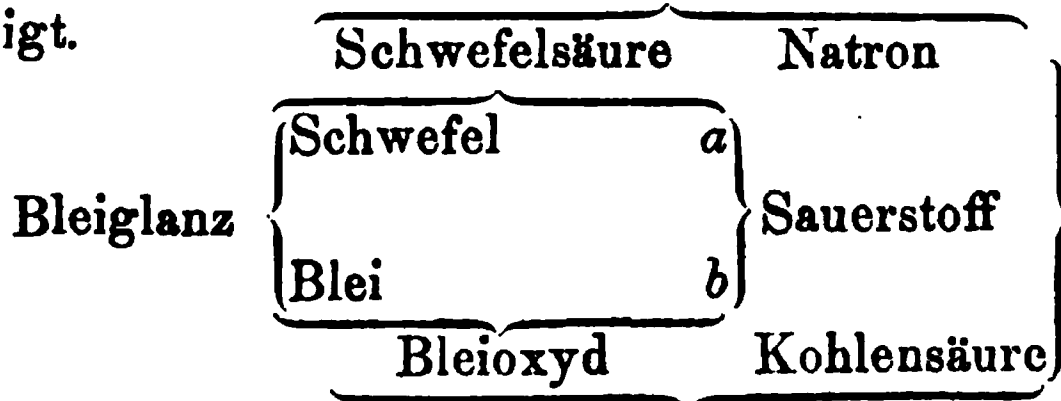 igt.
Schwefelsäure Natron
Schwefel a
Bleiglanz Sauerstoff
Blei b
Bleioxyd Kohlensäure